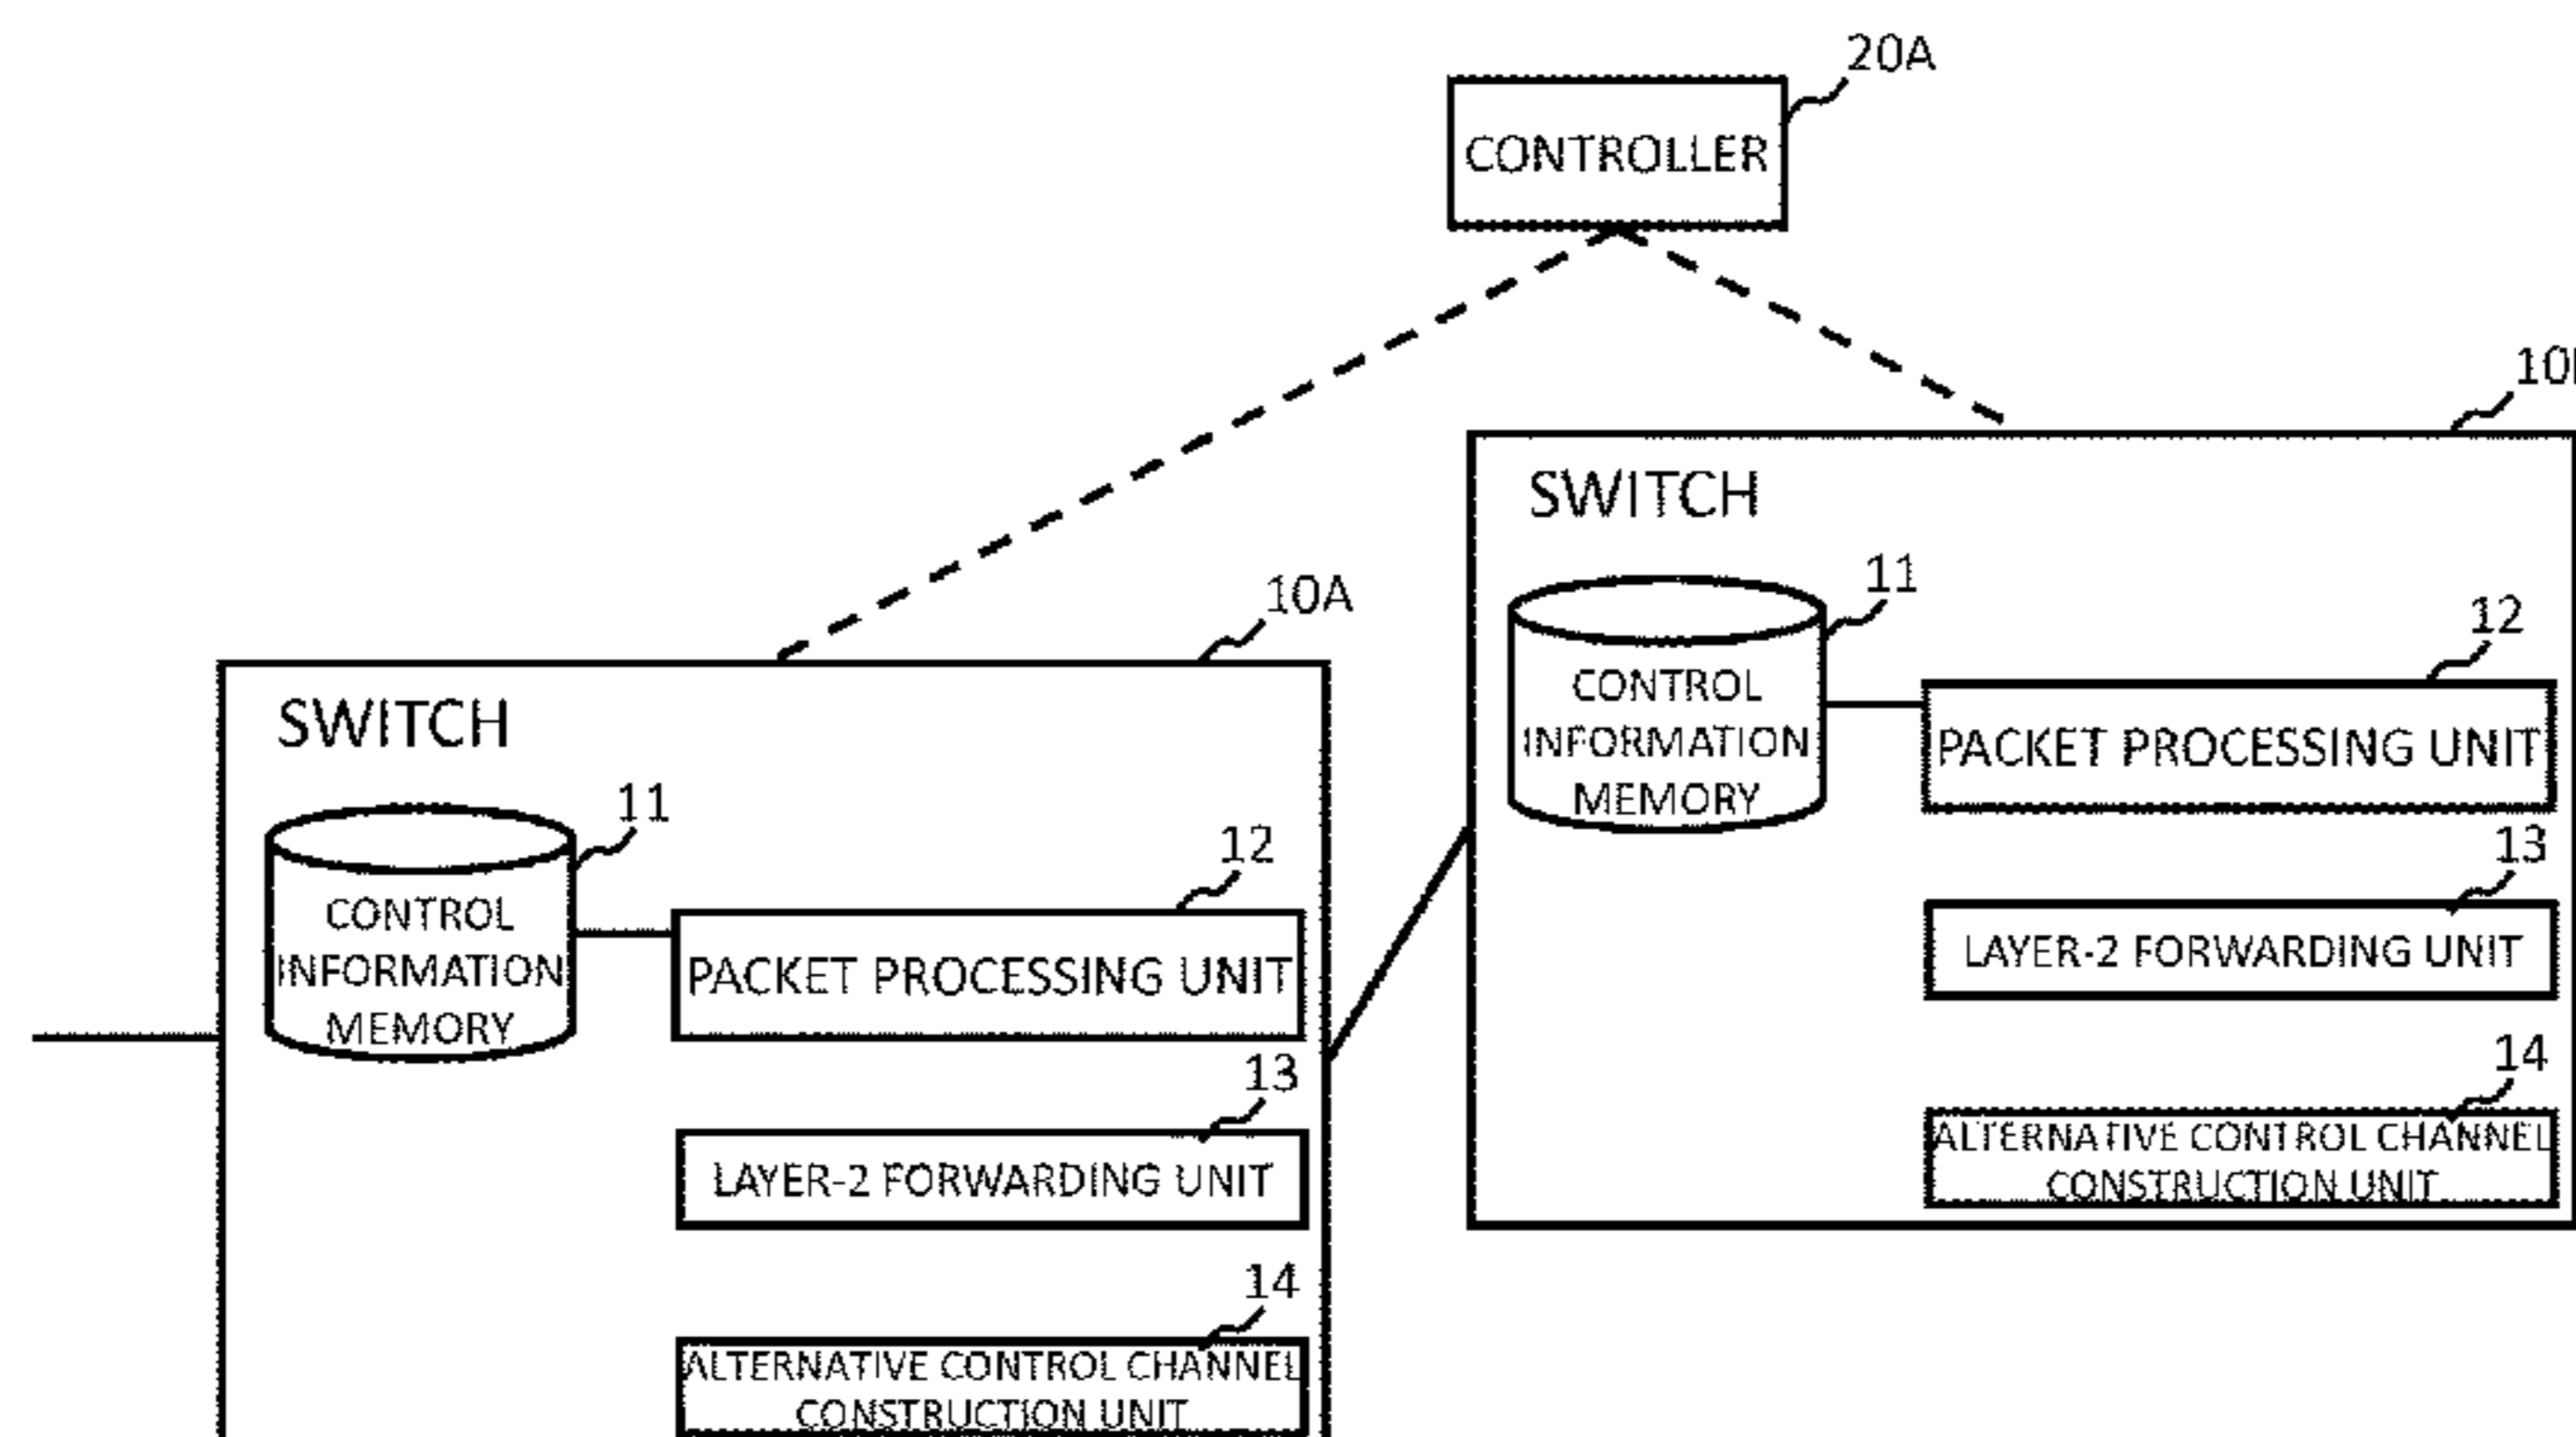 20A
CONTROLLER
10A
SWITCH
11
CONTROL
INFORMATION
MEMORY
12
PACKET PROCESSING UNIT
13
LAYER-2 FORWARDING UNIT
14
ALTERNATIVE CONTROL CHANNEL
CONSTRUCTION UNIT
SWITCH
11
CONTROL
INFORMATION
MEMORY
12
PACKET PROCESSING UNIT
13
LAYER-2 FORWARDING UNIT
14
ALTERNATIVE CONTROL CHANNEL
CONSTRUCTION UNIT